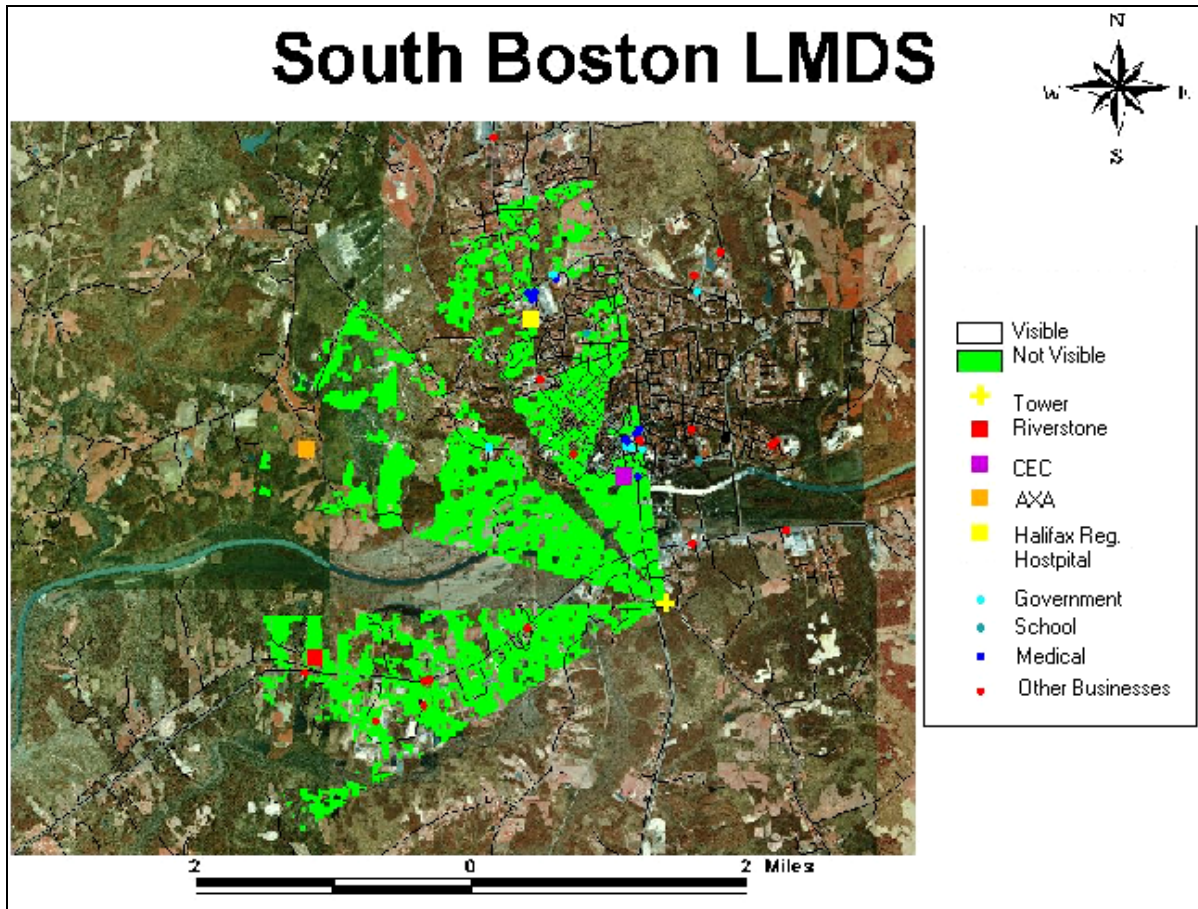 South Boston LMDS
N
W
E
S
Visible
Not Visible
Tower
Riverstone
CEC
AXA
Halifax Reg.
Hostpital
Government
School
Medical
Other Businesses
2 0 2 Miles